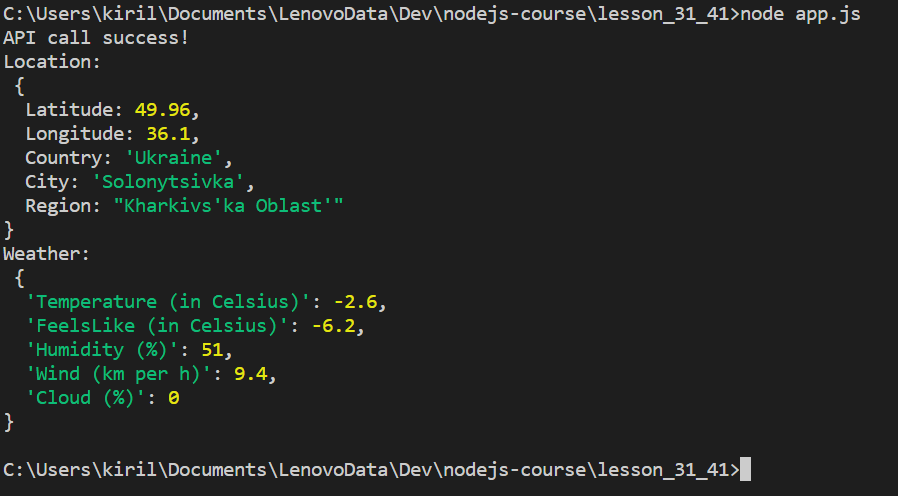 C:\Users\kiril\Documents\LenovoData\Dev\nodejs-course\lesson_31_41>node app.js
API call success!
Location:
 {
  Latitude: 49.96,
  Longitude: 36.1,
  Country: 'Ukraine',
  City: 'Solonytsivka',
  Region: "Kharkivs'ka Oblast'"
}
Weather:
 {
  'Temperature (in Celsius)': -2.6,
  'FeelsLike (in Celsius)': -6.2,
  'Humidity (%)': 51,
  'Wind (km per h)': 9.4,
  'Cloud (%)': 0
}
C:\Users\kiril\Documents\LenovoData\Dev\nodejs-course\lesson_31_41>